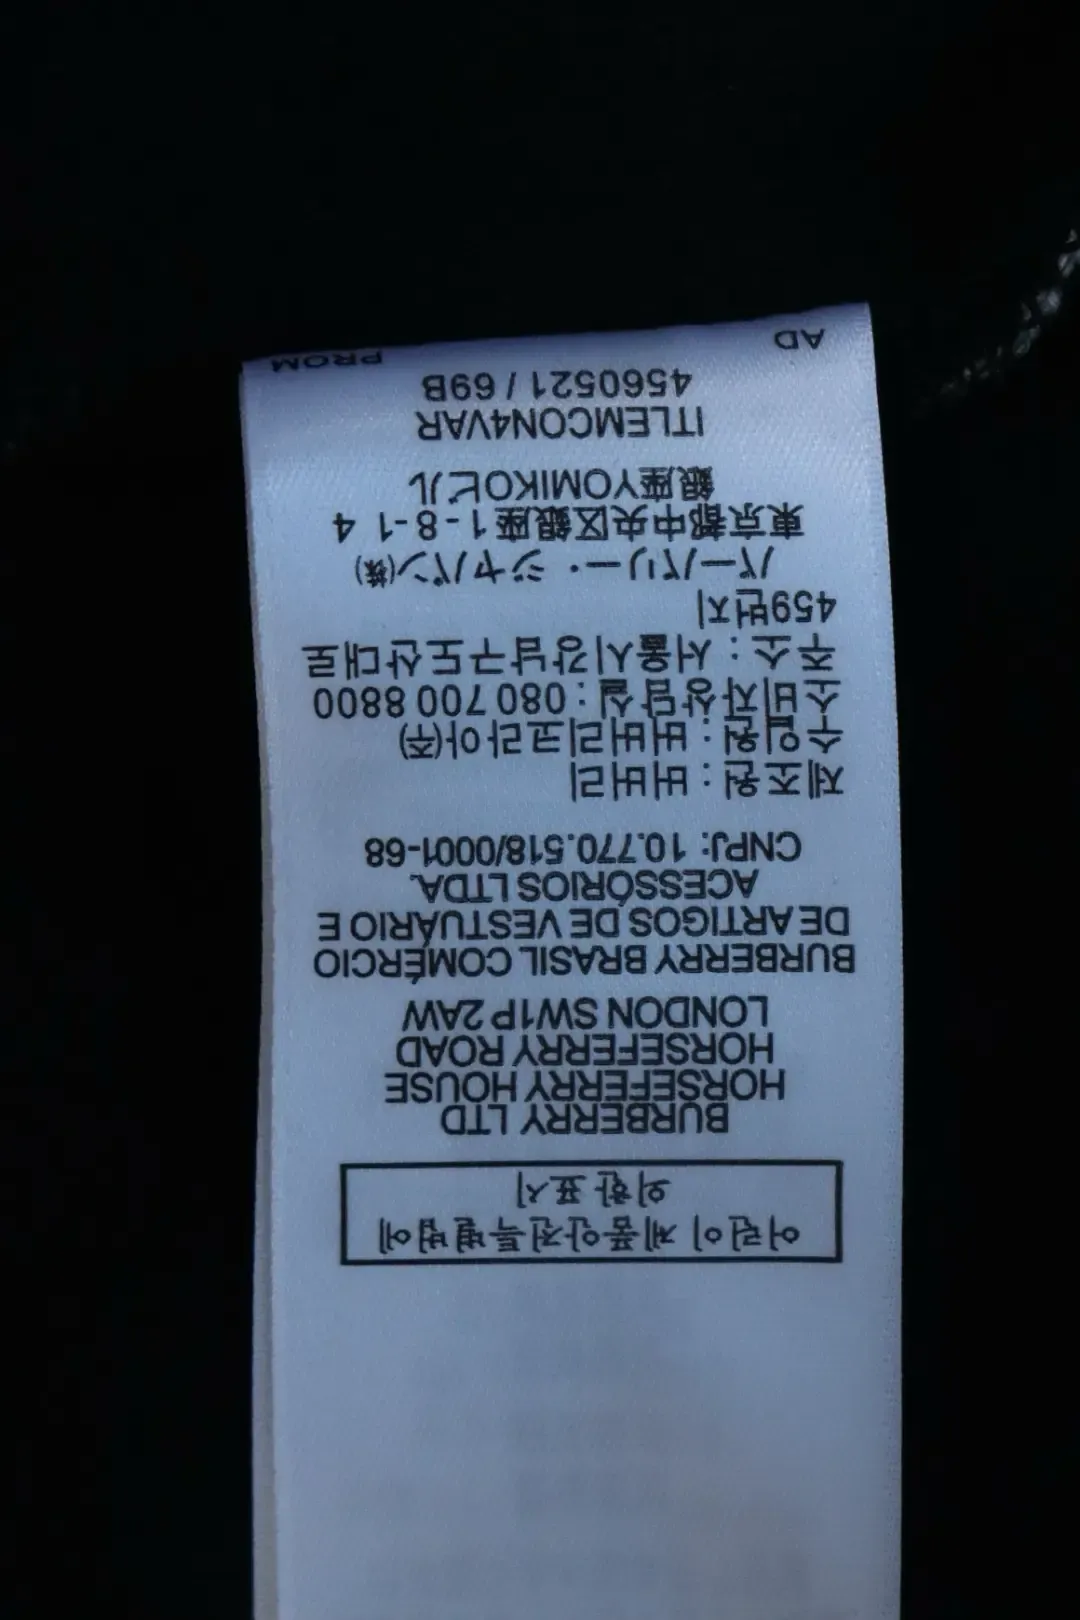 어린이제품안전특별법에
의한표시
BURBERRY LTD
HORSEFERRY HOUSE
HORSEFERRY ROAD
LONDON SW1P 2AW
BURBERRY BRASIL COMÉRCIO
DE ARTIGOS DE VESTUÁRIO E
ACESSÓRIOS LTDA.
CNPJ: 10.770.518/0001-68
제조원 : 버버리
수입원 : 버버리코리아(주)
소비자상담실 : 080 700 8800
주소 : 서울시강남구도산대로
459번지
バーバリー・ジャパン(株)
東京都中央区銀座1-8-14
銀座YOMIKOビル
ITLEMCON4VAR
4560521 / 69B
AD PROM